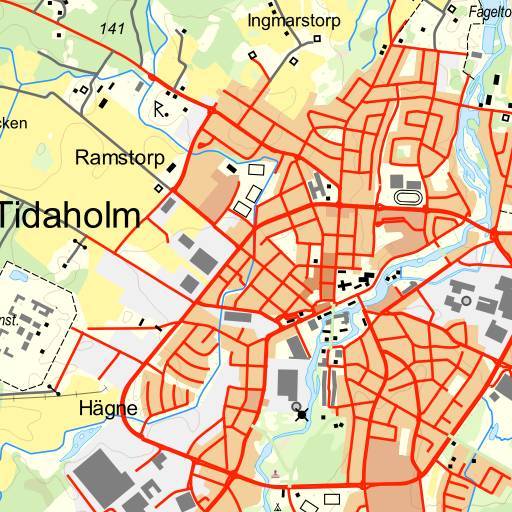 Fågelto
Ingmarstorp
141
R.
cken
Ramstorp
Tidaholm
nst.
Hägne